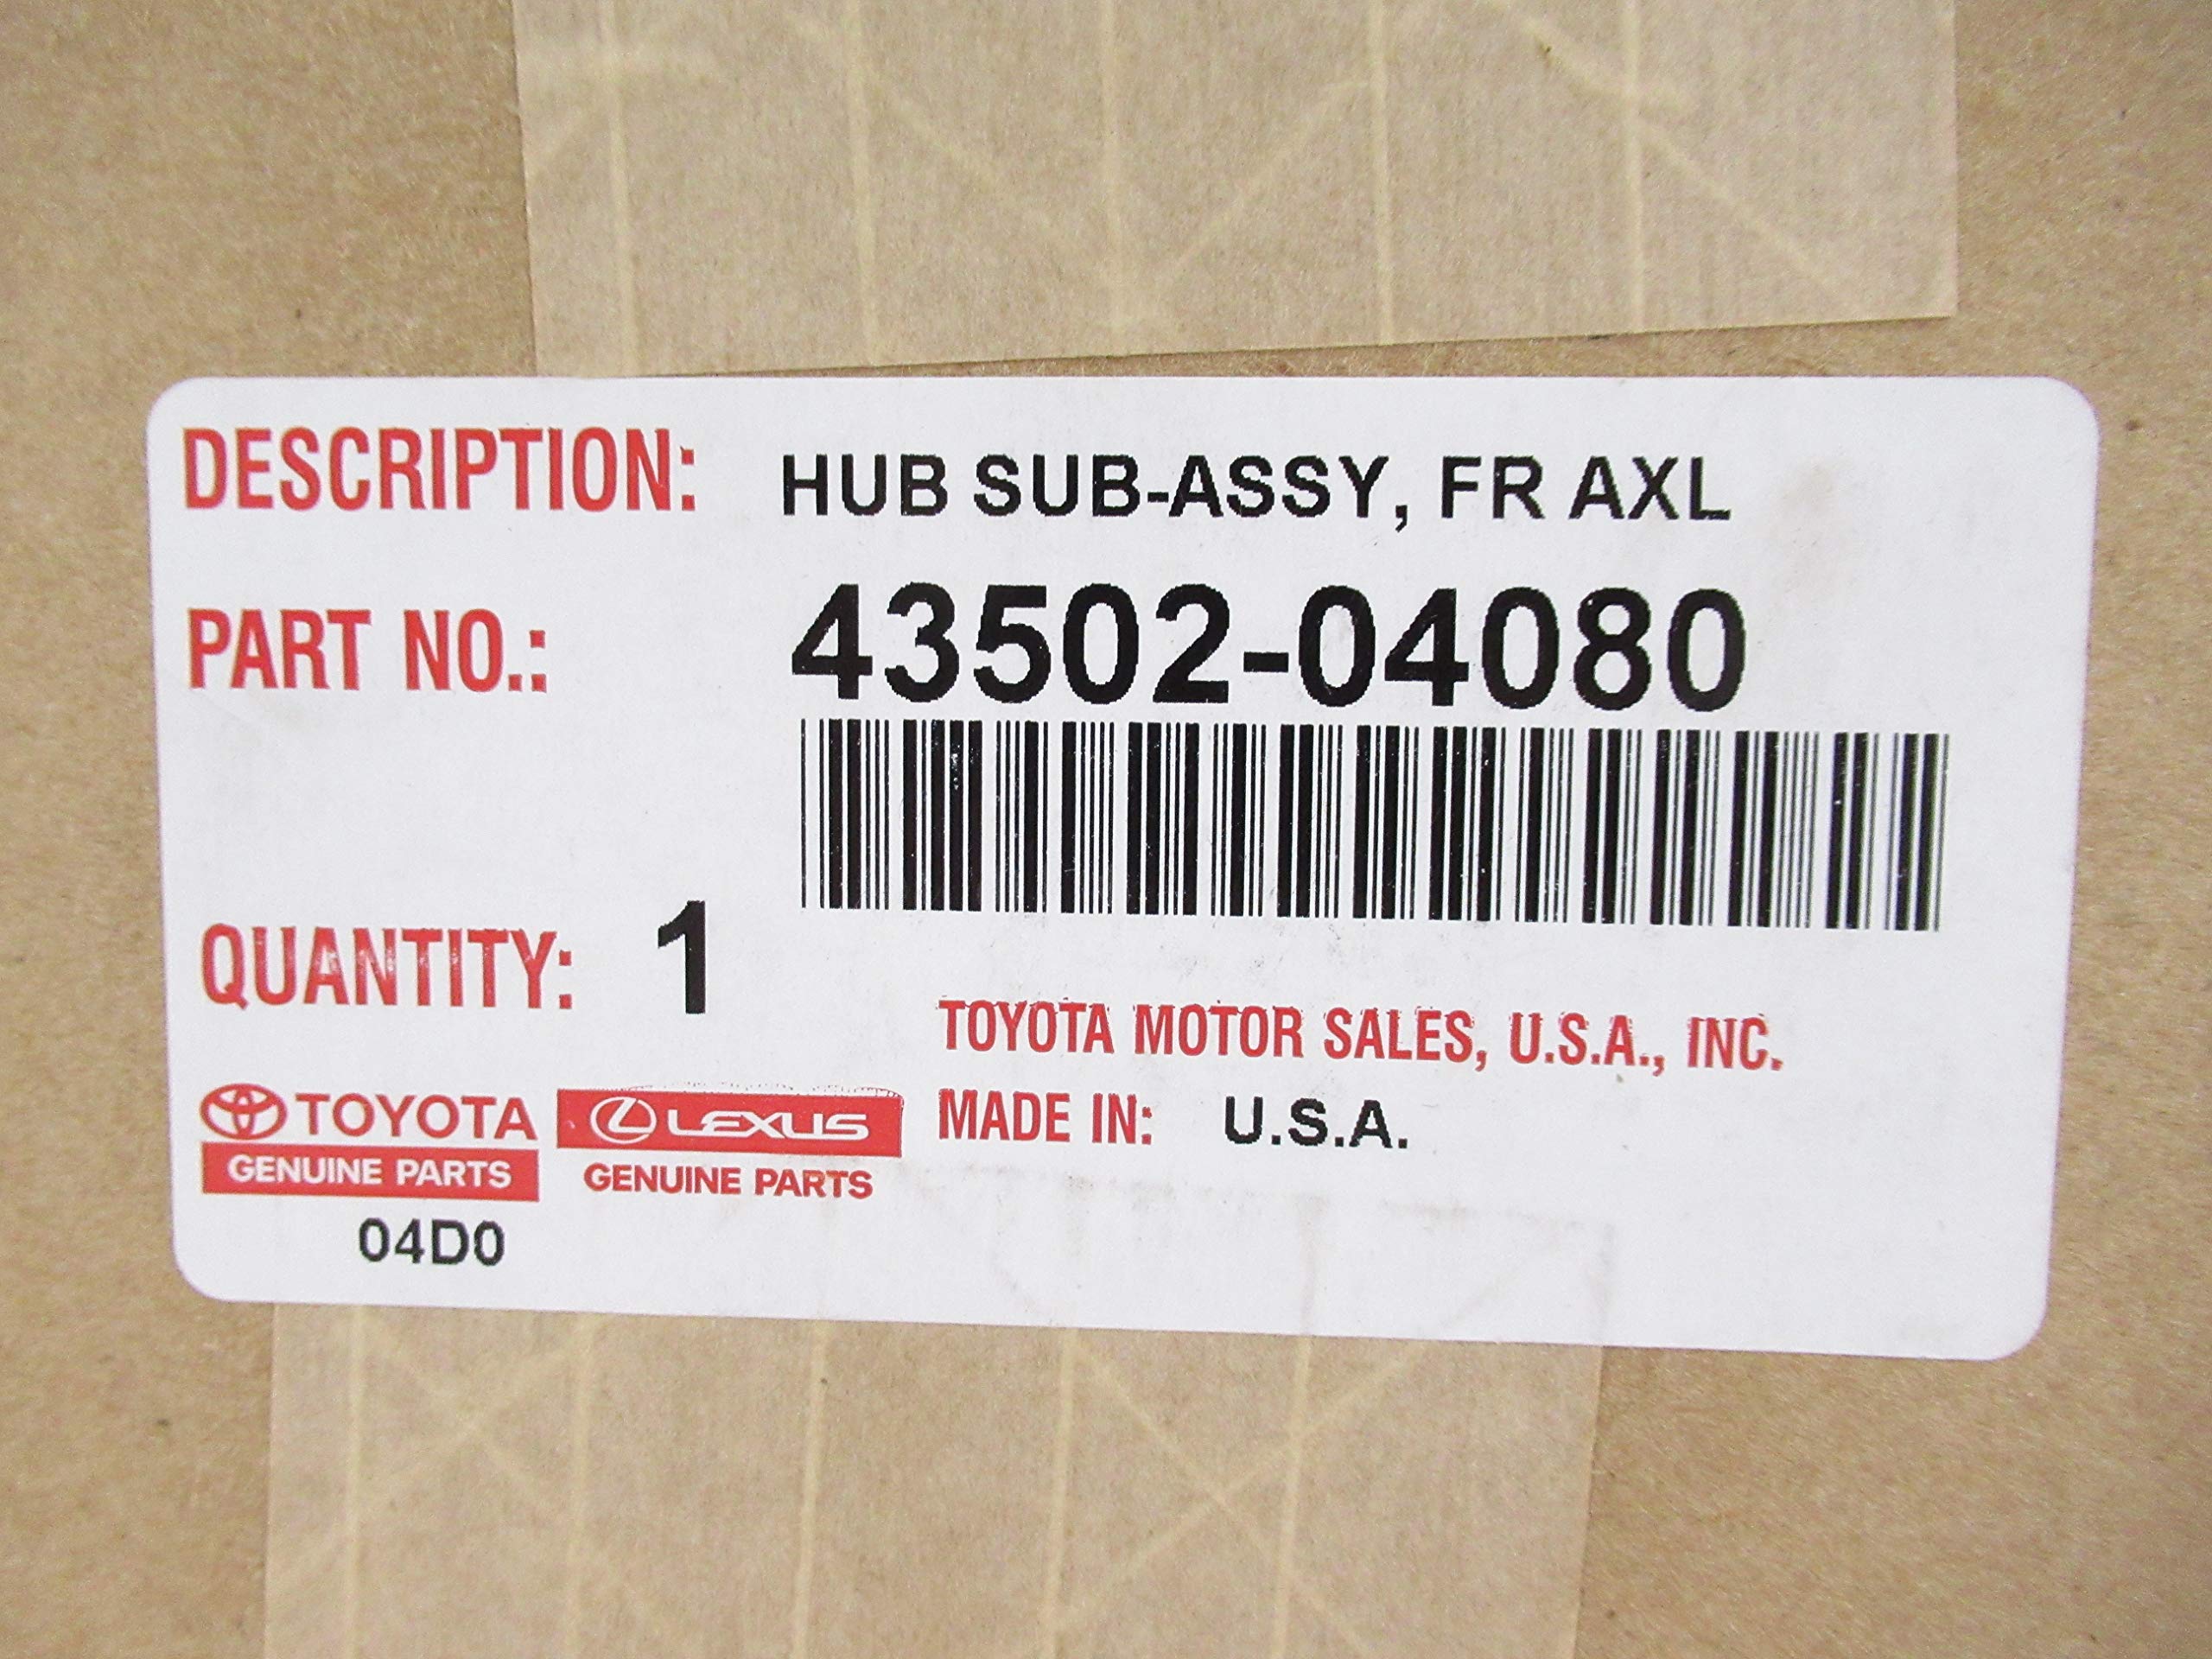 DESCRIPTION: HUB SUB-ASSY, FR AXL
PART NO.: 43502-04080
QUANTITY: 1
TOYOTA MOTOR SALES, U.S.A., INC.
MADE IN: U.S.A.
TOYOTA
GENUINE PARTS
LEXUS
GENUINE PARTS
04D0